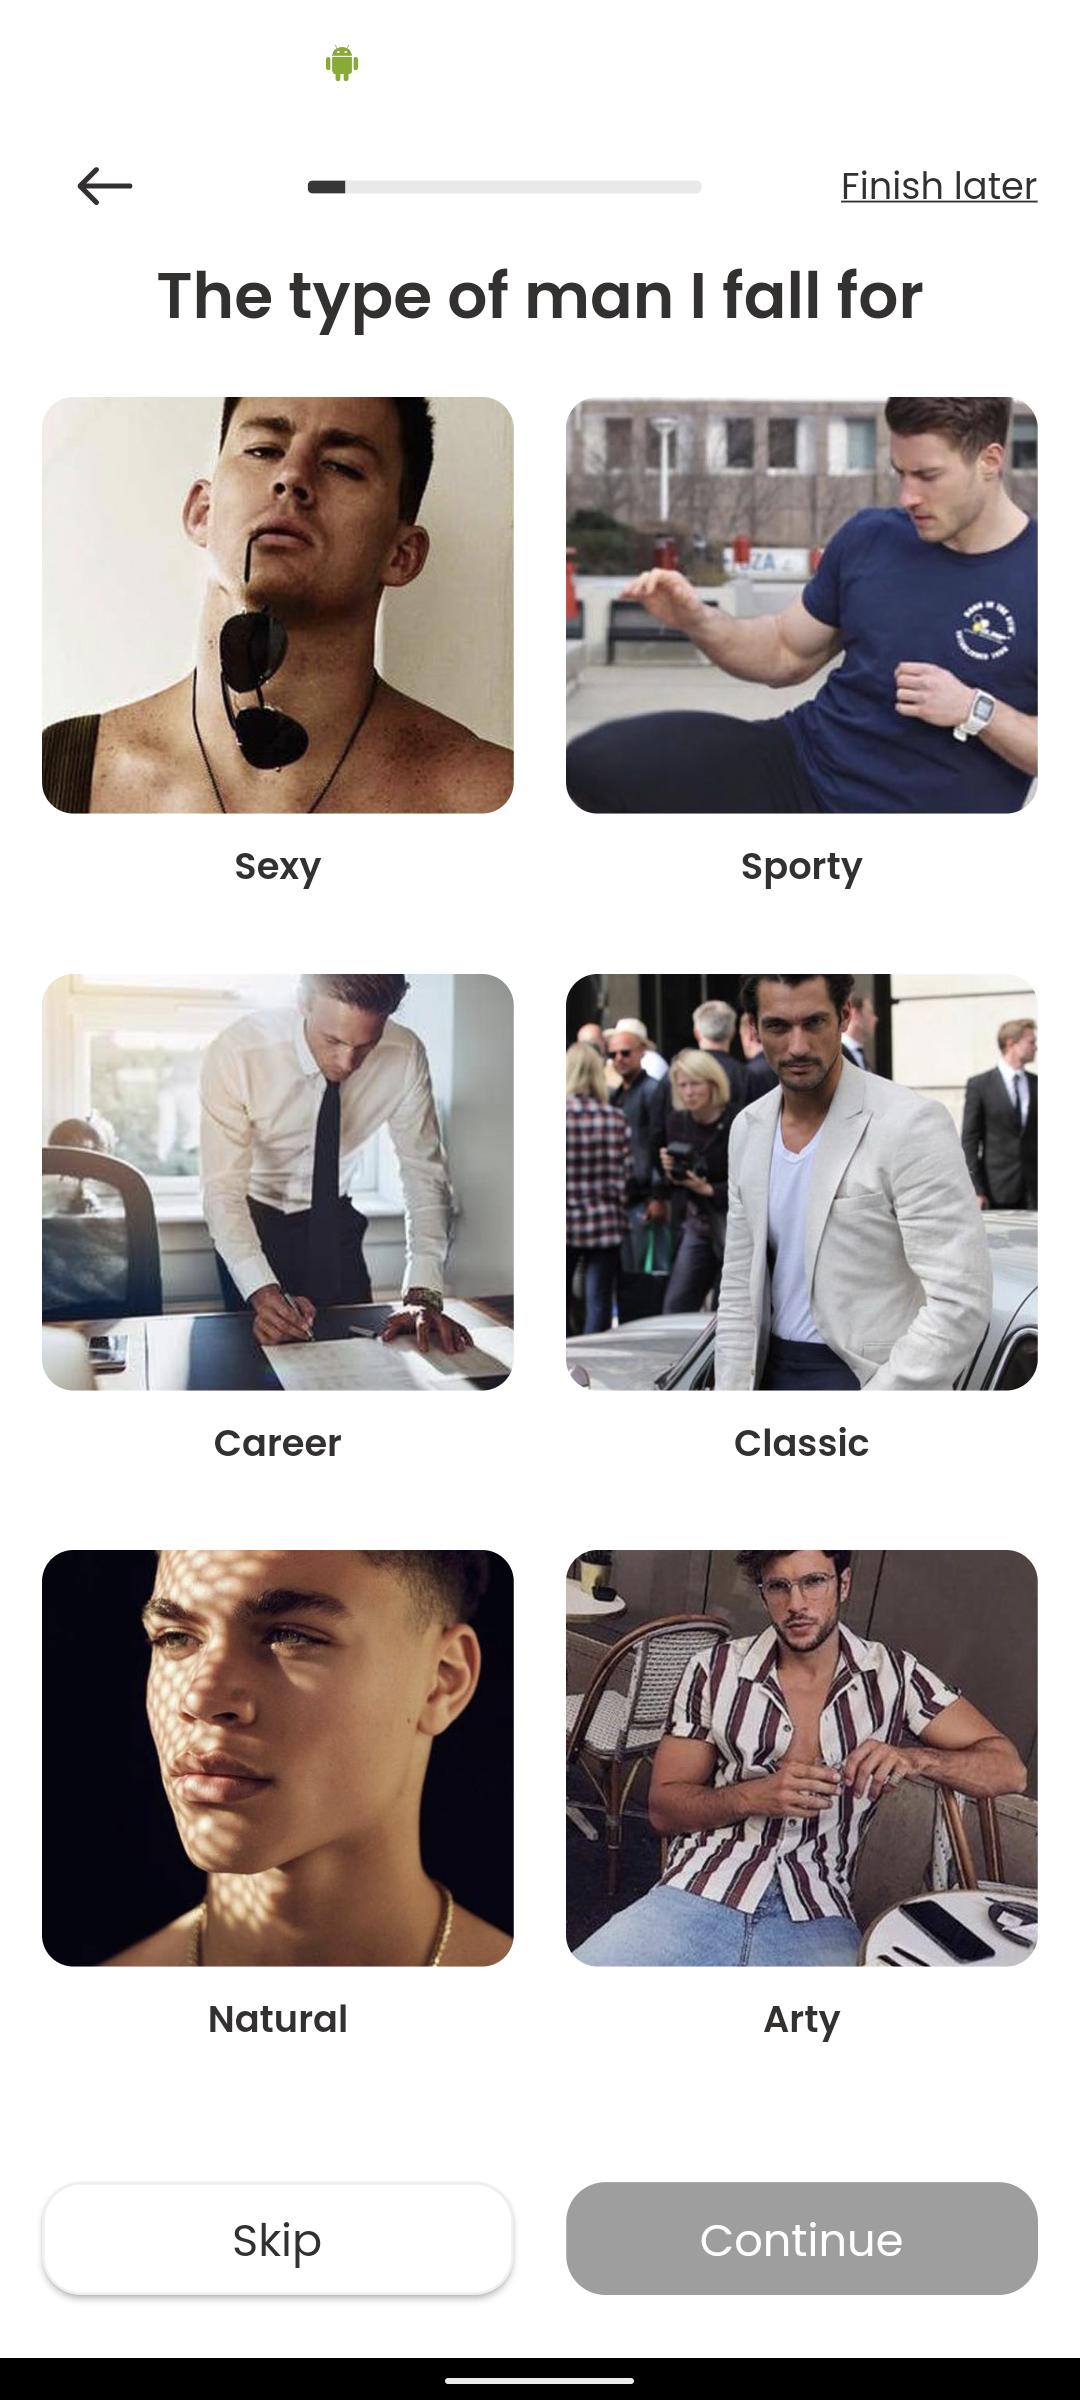 Finish later
The type of man I fall for
Sexy
Sporty
Career
Classic
Natural
Arty
Skip
Continue